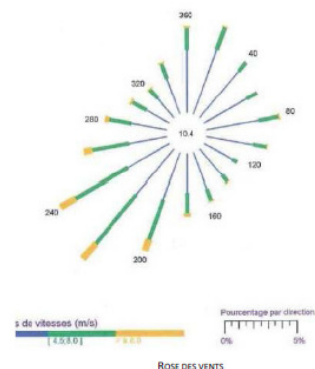 360
40
320
280
80
10.4
120
240
160
200
s de vitesses (m/s)
Pourcentage par direction
[ 4.5;8.0 ]
0% 5%
ROSE DES VENTS